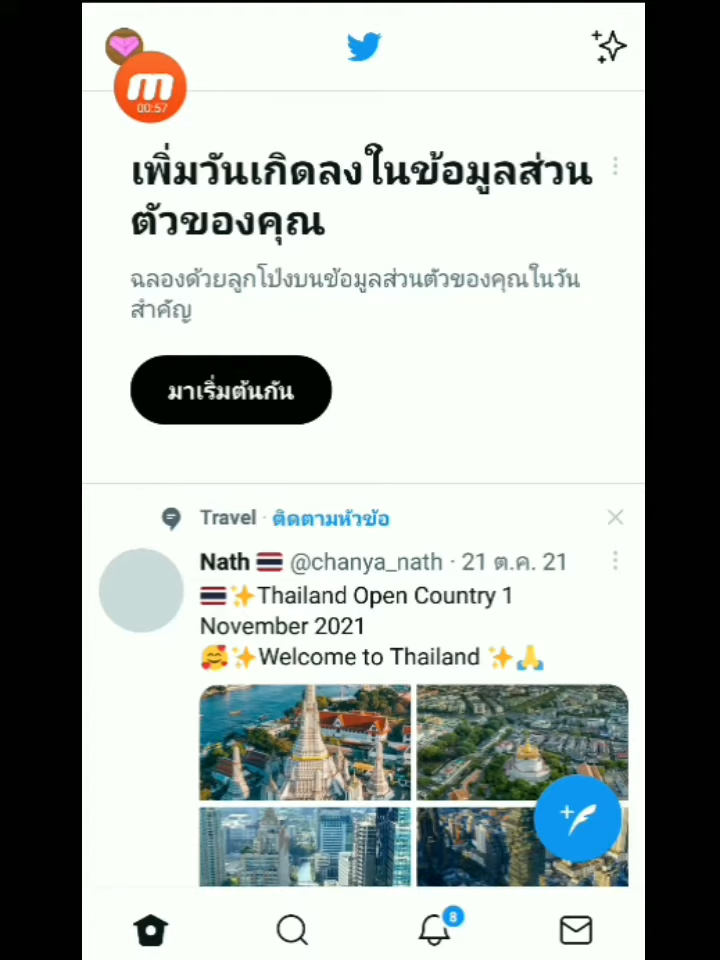 00:57
เพิ่มวันเกิดลงในข้อมูลส่วน
ตัวของคุณ
ฉลองด้วยลูกโป่งบนข้อมูลส่วนตัวของคุณในวัน
สำคัญ
มาเริ่มต้นกัน
Travel · ติดตามหัวข้อ
Nath 🇹🇭 @chanya_nath · 21 ต.ค. 21
🇹🇭✨Thailand Open Country 1
November 2021
🥰✨Welcome to Thailand ✨🙏
8